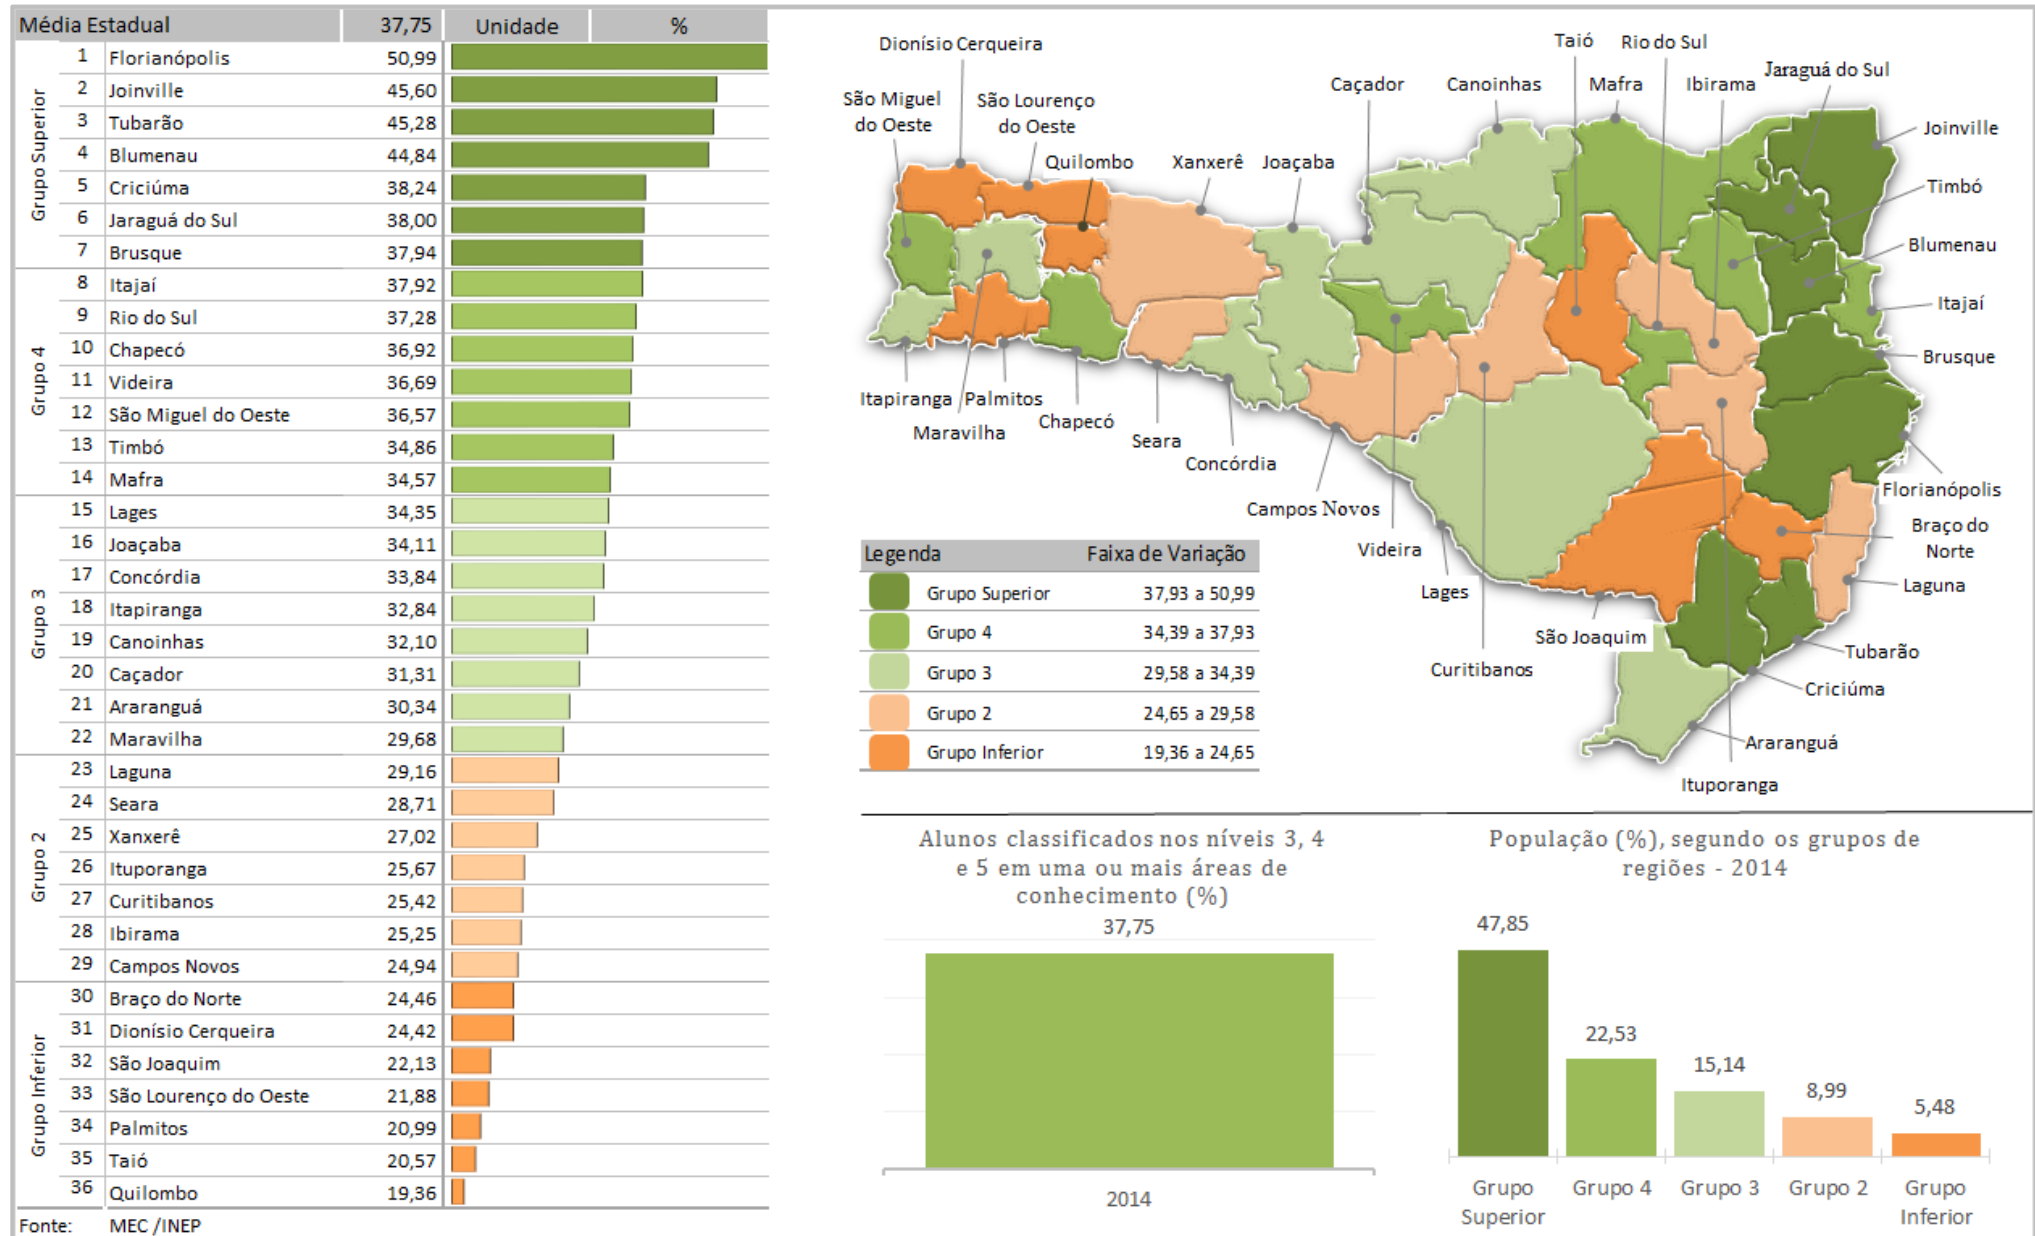 Média Estadual 37,75 Unidade %
Grupo Superior
1 Florianópolis 50,99
2 Joinville 45,60
3 Tubarão 45,28
4 Blumenau 44,84
5 Criciúma 38,24
6 Jaraguá do Sul 38,00
7 Brusque 37,94
Grupo 4
8 Itajaí 37,92
9 Rio do Sul 37,28
10 Chapecó 36,92
11 Videira 36,69
12 São Miguel do Oeste 36,57
13 Timbó 34,86
14 Mafra 34,57
Grupo 3
15 Lages 34,35
16 Joaçaba 34,11
17 Concórdia 33,84
18 Itapiranga 32,84
19 Canoinhas 32,10
20 Caçador 31,31
21 Araranguá 30,34
22 Maravilha 29,68
Grupo 2
23 Laguna 29,16
24 Seara 28,71
25 Xanxerê 27,02
26 Ituporanga 25,67
27 Curitibanos 25,42
28 Ibirama 25,25
29 Campos Novos 24,94
Grupo Inferior
30 Braço do Norte 24,46
31 Dionísio Cerqueira 24,42
32 São Joaquim 22,13
33 São Lourenço do Oeste 21,88
34 Palmitos 20,99
35 Taió 20,57
36 Quilombo 19,36
Fonte: MEC /INEP
Dionísio Cerqueira
Taió
Rio do Sul
Jaraguá do Sul
São Miguel
do Oeste
São Lourenço
do Oeste
Caçador
Canoinhas
Mafra
Ibirama
Joinville
Quilombo
Xanxerê
Joaçaba
Timbó
Blumenau
Itajaí
Brusque
Itapiranga
Palmitos
Maravilha
Chapecó
Seara
Concórdia
Campos Novos
Videira
Florianópolis
Braço do
Norte
Laguna
Lages
São Joaquim
Curitibanos
Tubarão
Criciúma
Araranguá
Ituporanga
Legenda Faixa de Variação
Grupo Superior 37,93 a 50,99
Grupo 4 34,39 a 37,93
Grupo 3 29,58 a 34,39
Grupo 2 24,65 a 29,58
Grupo Inferior 19,36 a 24,65
Alunos classificados nos níveis 3, 4
e 5 em uma ou mais áreas de
conhecimento (%)
37,75
2014
População (%), segundo os grupos de
regiões - 2014
47,85
22,53
15,14
8,99
5,48
Grupo
Superior
Grupo 4
Grupo 3
Grupo 2
Grupo
Inferior